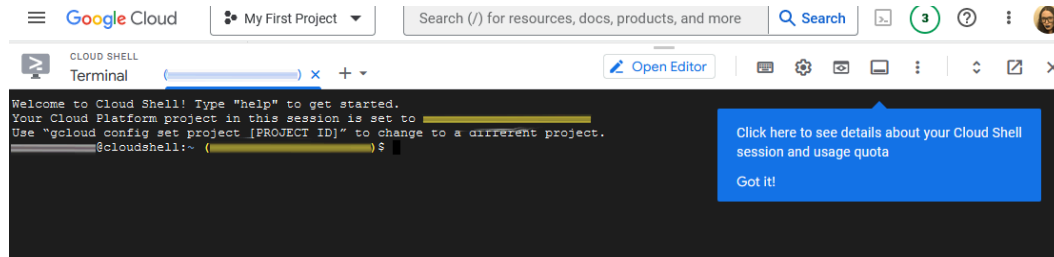 Google Cloud My First Project Search (/) for resources, docs, products, and more Search 3
CLOUD SHELL
Terminal ( ) Open Editor
Welcome to Cloud Shell! Type "help" to get started.
Your Cloud Platform project in this session is set to
Use “gcloud config set project [PROJECT ID]” to change to a different project.
@cloudshell:~ ( )$
Click here to see details about your Cloud Shell
session and usage quota
Got it!